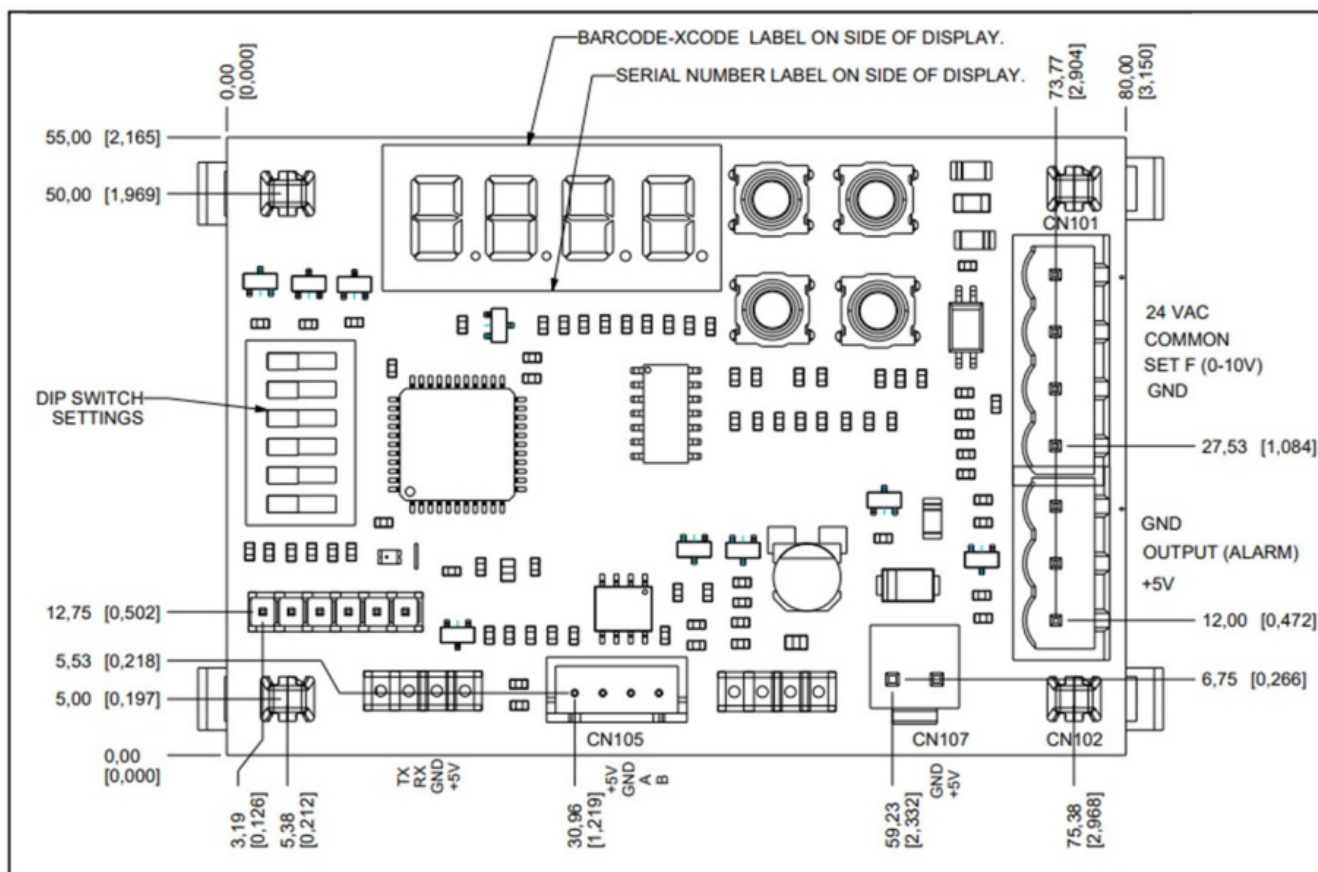 BARCODE-XCODE LABEL ON SIDE OF DISPLAY.
SERIAL NUMBER LABEL ON SIDE OF DISPLAY.
0,00
[0,000]
73,77
[2,904]
80,00
[3,150]
55,00 [2,165]
50,00 [1,969]
CN101
24 VAC
COMMON
SET F (0-10V)
GND
DIP SWITCH
SETTINGS
27,53 [1,084]
GND
OUTPUT (ALARM)
+5V
12,75 [0,502]
12,00 [0,472]
5,53 [0,218]
6,75 [0,266]
5,00 [0,197]
CN105
CN107
CN102
0,00
[0,000]
3,19
[0,126]
5,38
[0,212]
TX
RX
GND
+5V
+5V
GND
A
B
30,96
[1,219]
59,23
[2,332]
GND
+5V
75,38
[2,968]